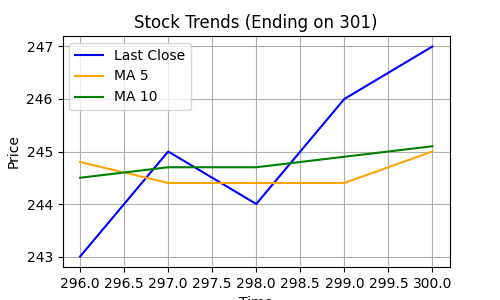 Stock Trends (Ending on 301)
Last Close
MA 5
MA 10
Price
247
246
245
244
243
296.0 296.5 297.0 297.5 298.0 298.5 299.0 299.5 300.0
Time